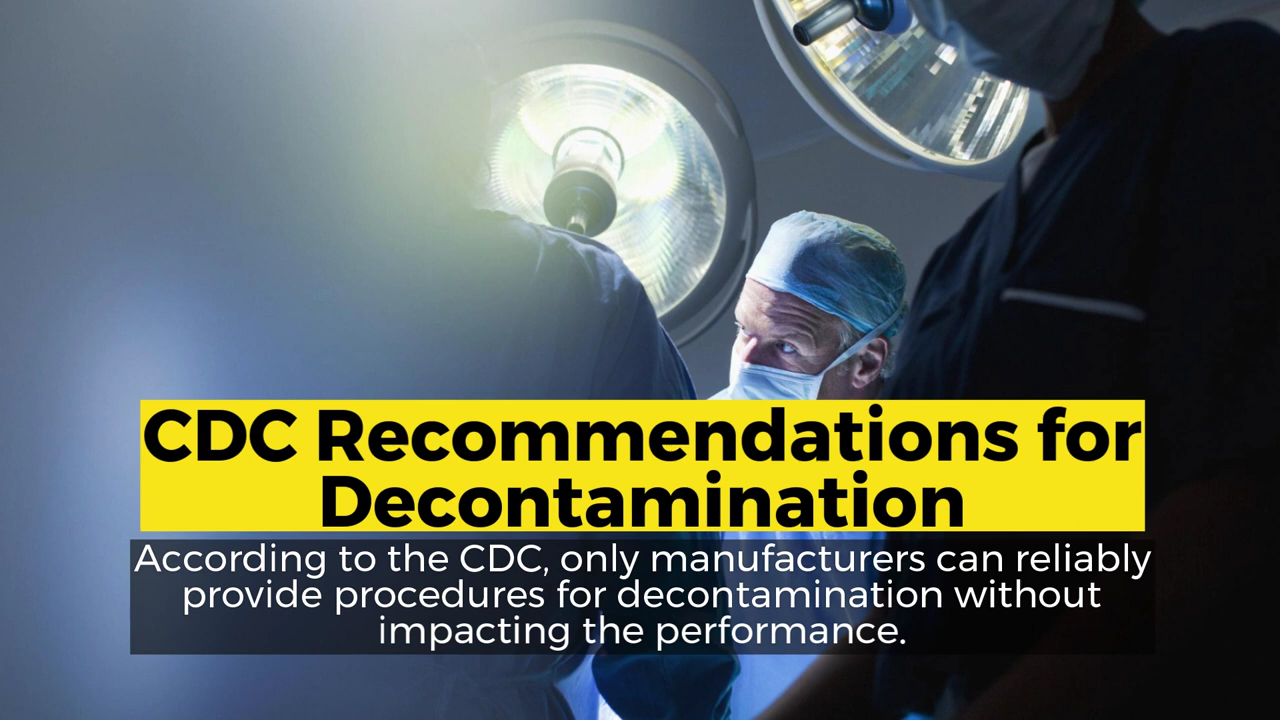 CDC Recommendations for
Decontamination
According to the CDC, only manufacturers can reliably
provide procedures for decontamination without
impacting the performance.